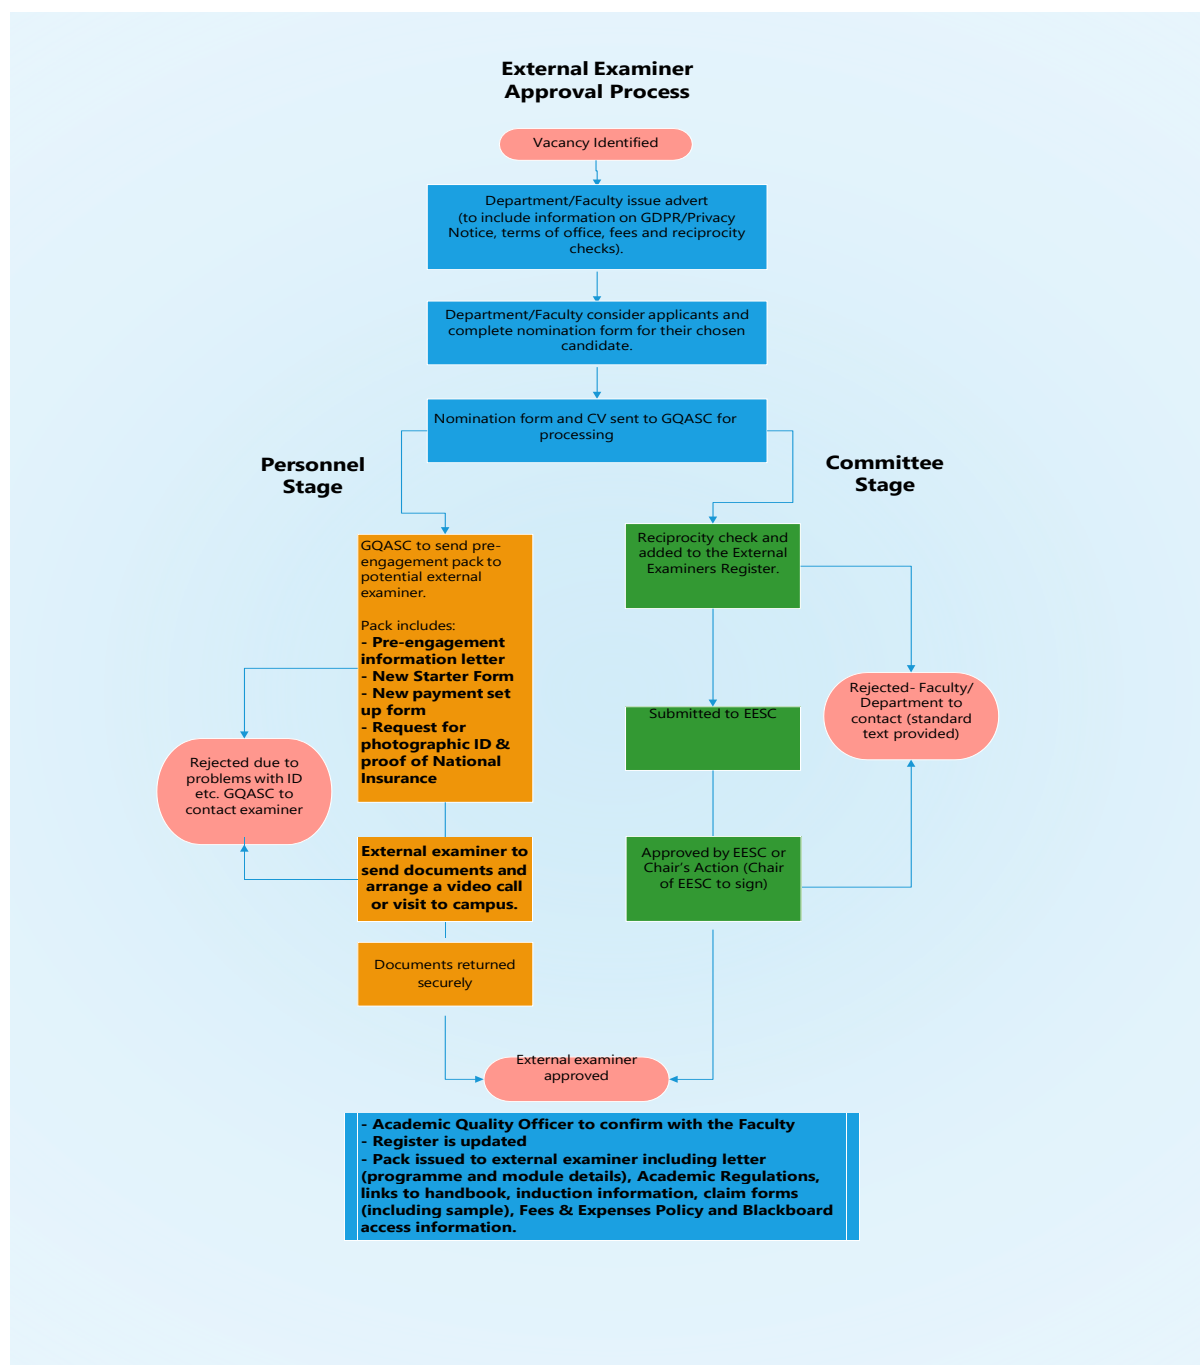 External Examiner
Approval Process
Vacancy Identified
Department/Faculty issue advert
(to include information on GDPR/Privacy
Notice, terms of office, fees and reciprocity
checks).
Department/Faculty consider applicants and
complete nomination form for their chosen
candidate.
Nomination form and CV sent to GQASC for
processing
Personnel
Stage
Committee
Stage
GQASC to send pre-
engagement pack to
potential external
examiner.
Pack includes:
- Pre-engagement
information letter
- New Starter Form
- New payment set
up form
- Request for
photographic ID &
proof of National
Insurance
Reciprocity check and
added to the External
Examiners Register.
Rejected- Faculty/
Department to
contact (standard
text provided)
Submitted to EESC
Rejected due to
problems with ID
etc. GQASC to
contact examiner
External examiner to
send documents and
arrange a video call
or visit to campus.
Approved by EESC or
Chair's Action (Chair
of EESC to sign)
Documents returned
securely
External examiner
approved
- Academic Quality Officer to confirm with the Faculty
- Register is updated
- Pack issued to external examiner including letter
(programme and module details), Academic Regulations,
links to handbook, induction information, claim forms
(including sample), Fees & Expenses Policy and Blackboard
access information.